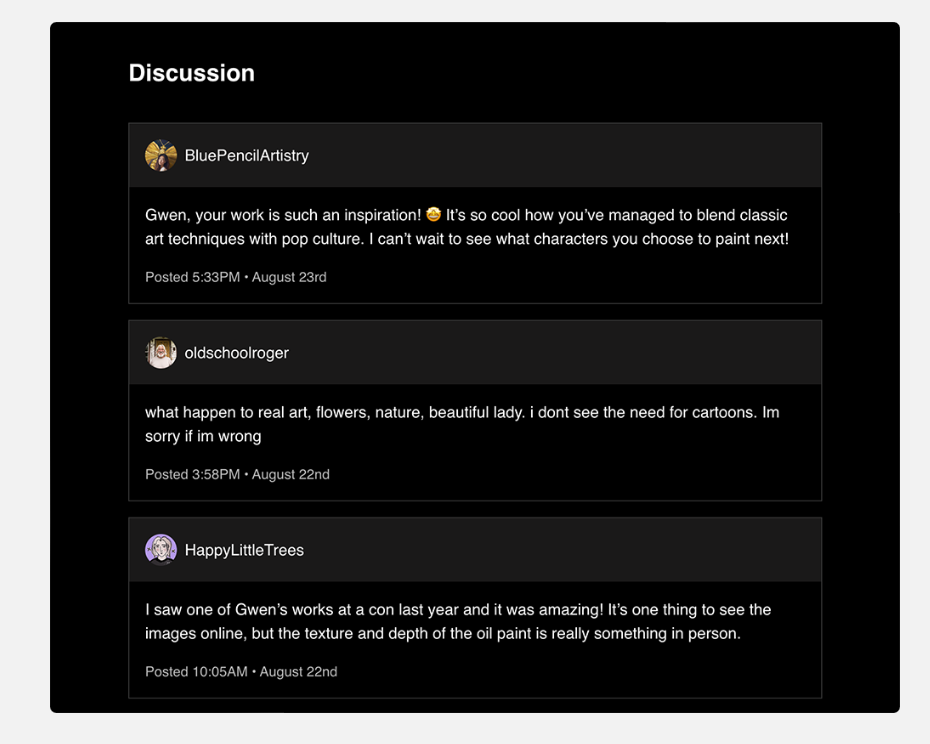 Discussion
BluePencilArtistry
Gwen, your work is such an inspiration! 🤩 It’s so cool how you’ve managed to blend classic
art techniques with pop culture. I can’t wait to see what characters you choose to paint next!
Posted 5:33PM • August 23rd
oldschoolroger
what happen to real art, flowers, nature, beautiful lady. i dont see the need for cartoons. Im
sorry if im wrong
Posted 3:58PM • August 22nd
HappyLittleTrees
I saw one of Gwen’s works at a con last year and it was amazing! It’s one thing to see the
images online, but the texture and depth of the oil paint is really something in person.
Posted 10:05AM • August 22nd